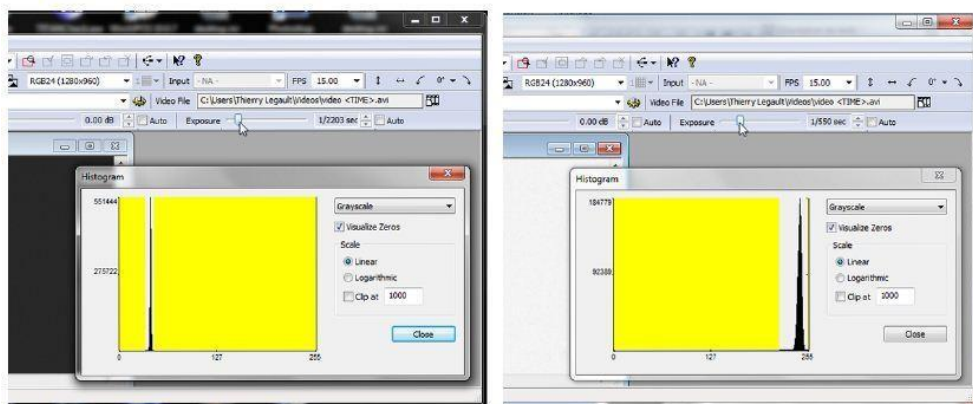 RGB24 (1280x960) Input - NA - FPS 15.00 0°
Video File C:\Users\Thierry Legault\Videos\video <TIME>.avi
0.00 dB Auto Exposure 1/2203 sec Auto
Histogram
551444
275722
0 127 255
Grayscale
Visualize Zeros
Scale
Linear
Logarithmic
Clip at 1000
Close
RGB24 (1280x960) Input - NA - FPS 15.00 0°
Video File C:\Users\Thierry Legault\Videos\video <TIME>.avi
0.00 dB Auto Exposure 1/550 sec Auto
Histogram
184779
92389
0 127 255
Grayscale
Visualize Zeros
Scale
Linear
Logarithmic
Clip at 1000
Close